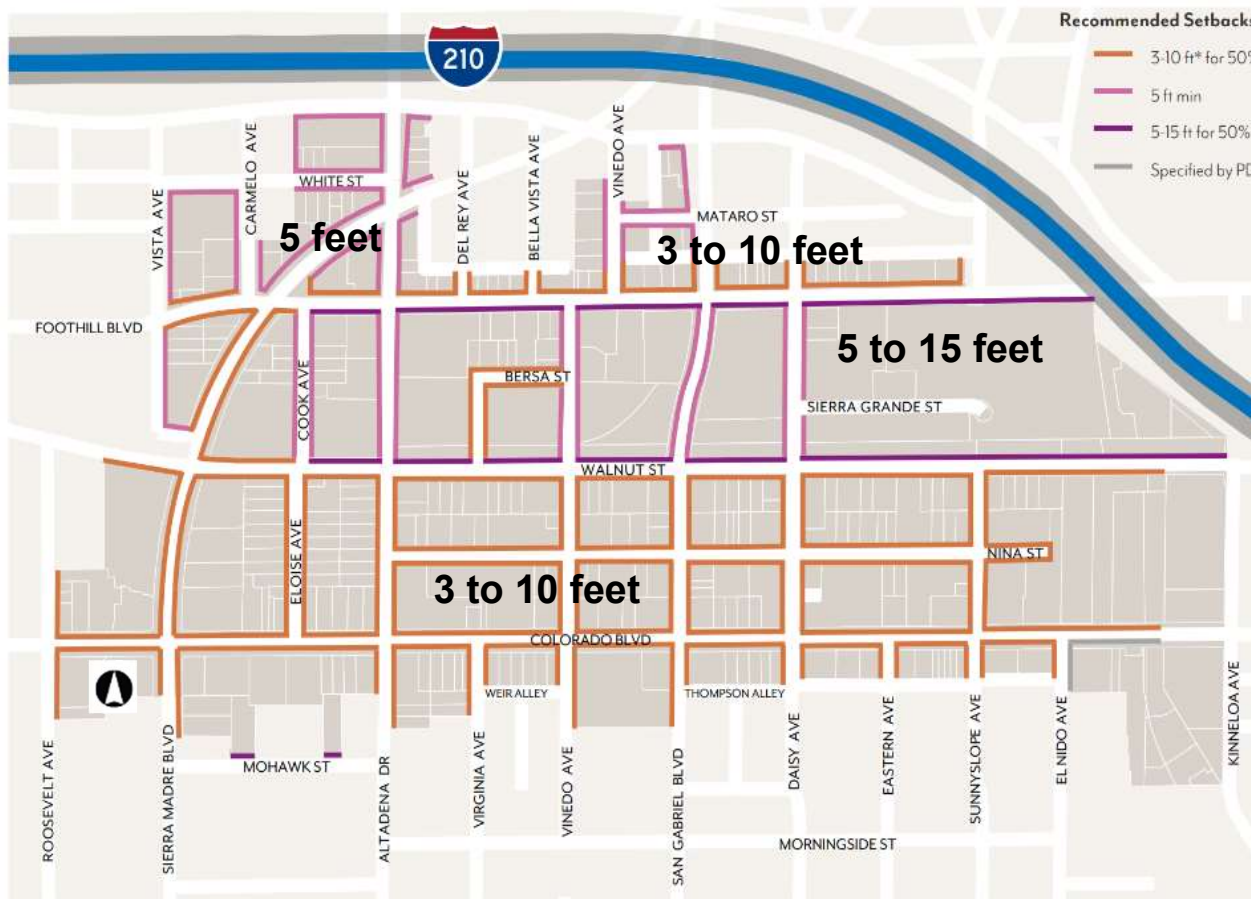 Recommended Setbacks
210
3-10 ft* for 50%
5 ft min
5-15 ft for 50%
Specified by PD
CARMELO AVE
VINEDO AVE
WHITE ST
VISTA AVE
DEL REY AVE
BELLA VISTA AVE
MATARO ST
5 feet
3 to 10 feet
FOOTHILL BLVD
5 to 15 feet
BERSA ST
COOK AVE
SIERRA GRANDE ST
WALNUT ST
ELOISE AVE
NINA ST
3 to 10 feet
COLORADO BLVD
WEIR ALLEY
THOMPSON ALLEY
ROOSEVELT AVE
SIERRA MADRE BLVD
MOHAWK ST
ALTADENA DR
VIRGINIA AVE
VINEDO AVE
SAN GABRIEL BLVD
DAISY AVE
EASTERN AVE
SUNNYSLOPE AVE
EL NIDO AVE
KINNELOA AVE
MORNINGSIDE ST